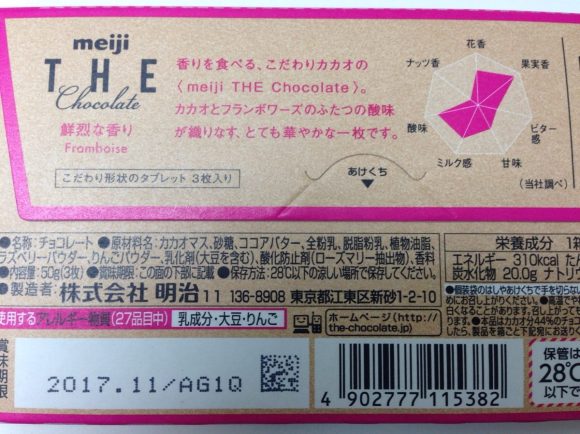 meiji
THE
Chocolate
鮮烈な香り
Framboise
こだわり形状のタブレット 3枚入り
香りを食べる、こだわりカカオの
〈meiji THE Chocolate〉。
カカオとフランボワーズのふたつの酸味
が織りなす、とても華やかな一枚です。
あけくち
花香
ナッツ香
果実香
酸味
ビター感
ミルク感
甘味
(当社調べ)
●名称:チョコレート ●原材料名:カカオマス、砂糖、ココアバター、全粉乳、脱脂粉乳、植物油脂、
ラズベリーパウダー、りんごパウダー、乳化剤(大豆を含む)、酸化防止剤(ローズマリー抽出物)、香料
●内容量:50g(3枚) ●賞味期限:この面の下部に記載 ●保存方法:28℃以下の涼しい場所で保存してください。
●製造者:株式会社 明治11 136-8908 東京都江東区新砂1-2-10
使用するアレルギー物質(27品目中) 乳成分・大豆・りんご
ホームページ(http://
the-chocolate.jp)
栄養成分
エネルギー 310kcal
炭水化物 20.0g ナトリ
賞味期限
2017.11/AG1Q
4 902777 115382
保管は
28℃
以下で